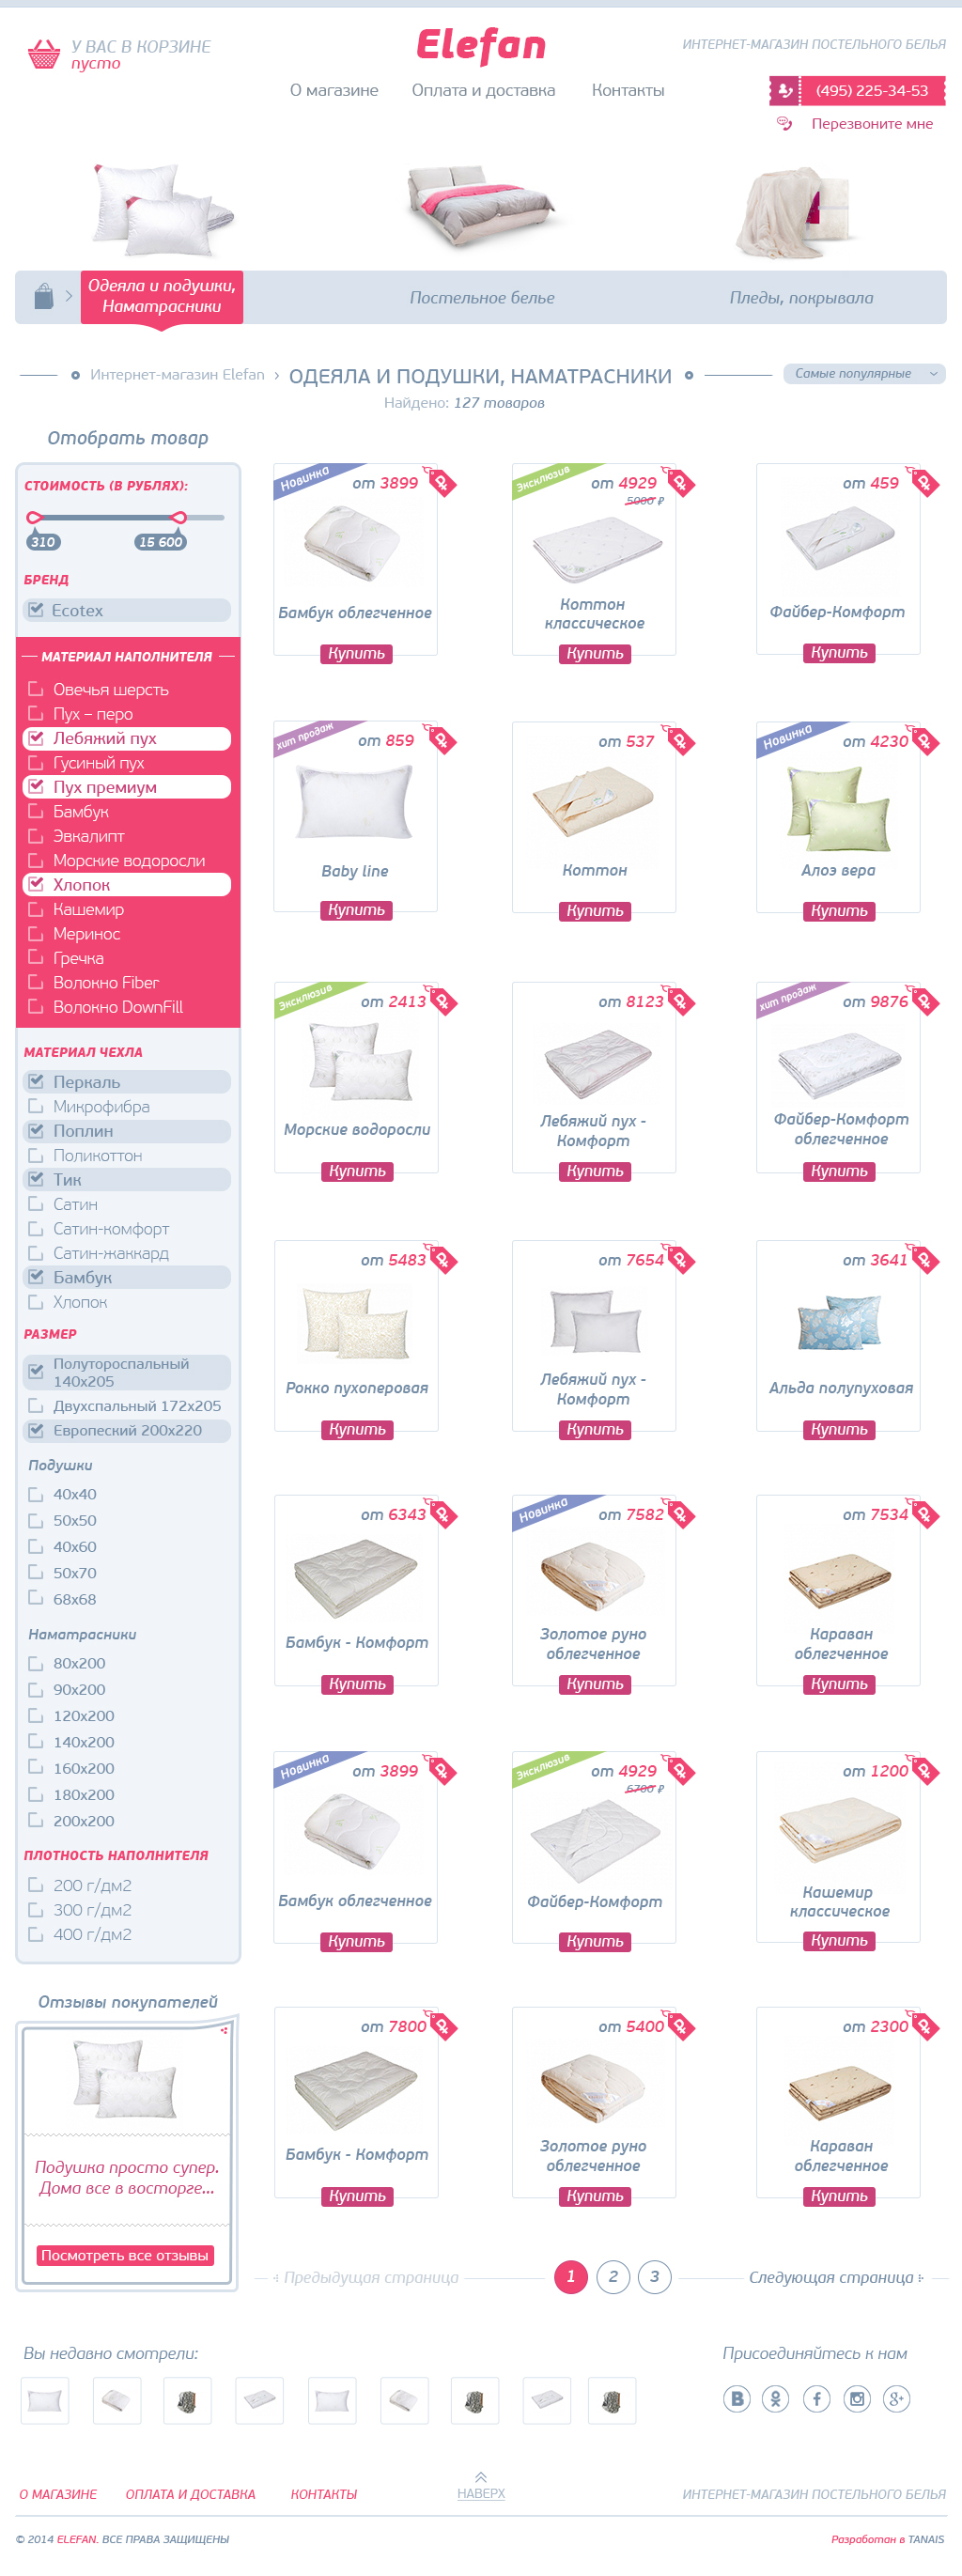 У ВАС В КОРЗИНЕ
пусто
Elefan
ИНТЕРНЕТ-МАГАЗИН ПОСТЕЛЬНОГО БЕЛЬЯ
О магазине
Оплата и доставка
Контакты
(495) 225-34-53
Перезвоните мне
Одеяла и подушки,
Наматрасники
Постельное белье
Пледы, покрывала
Интернет-магазин Elefan > ОДЕЯЛА И ПОДУШКИ, НАМАТРАСНИКИ
Самые популярные
Найдено: 127 товаров
Отобрать товар
СТОИМОСТЬ (В РУБЛЯХ):
310
15 600
БРЕНД
Ecotex
МАТЕРИАЛ НАПОЛНИТЕЛЯ
Овечья шерсть
Пух – перо
Лебяжий пух
Гусиный пух
Пух премиум
Бамбук
Эвкалипт
Морские водоросли
Хлопок
Кашемир
Меринос
Гречка
Волокно Fiber
Волокно DownFill
МАТЕРИАЛ ЧЕХЛА
Перкаль
Микрофибра
Поплин
Поликоттон
Тик
Сатин
Сатин-комфорт
Сатин-жаккард
Бамбук
Хлопок
РАЗМЕР
Полутороспальный
140x205
Двухспальный 172x205
Европеский 200x220
Подушки
40x40
50x50
40x60
50x70
68x68
Наматрасники
80x200
90x200
120x200
140x200
160x200
180x200
200x200
ПЛОТНОСТЬ НАПОЛНИТЕЛЯ
200 г/дм2
300 г/дм2
400 г/дм2
Отзывы покупателей
Подушка просто супер.
Дома все в восторге...
Посмотреть все отзывы
Новинка
от 3899
Бамбук облегченное
Купить
Эксклюзив
от 4929
5000 ₽
Коттон
классическое
Купить
от 459
Файбер-Комфорт
Купить
хит продаж
от 859
Baby line
Купить
от 537
Коттон
Купить
Новинка
от 4230
Алоэ вера
Купить
Эксклюзив
от 2413
Морские водоросли
Купить
от 8123
Лебяжий пух -
Комфорт
Купить
хит продаж
от 9876
Файбер-Комфорт
облегченное
Купить
от 5483
Рокко пухоперовая
Купить
от 7654
Лебяжий пух -
Комфорт
Купить
от 3641
Альда полупуховая
Купить
от 6343
Бамбук - Комфорт
Купить
Новинка
от 7582
Золотое руно
облегченное
Купить
от 7534
Караван
облегченное
Купить
Новинка
от 3899
Бамбук облегченное
Купить
Эксклюзив
от 4929
6700 ₽
Файбер-Комфорт
Купить
от 1200
Кашемир
классическое
Купить
от 7800
Бамбук - Комфорт
Купить
от 5400
Золотое руно
облегченное
Купить
от 2300
Караван
облегченное
Купить
Предыдущая страница
1
2
3
Следующая страница
Вы недавно смотрели:
Присоединяйтесь к нам
О МАГАЗИНЕ
ОПЛАТА И ДОСТАВКА
КОНТАКТЫ
НАВЕРХ
ИНТЕРНЕТ-МАГАЗИН ПОСТЕЛЬНОГО БЕЛЬЯ
© 2014 ELEFAN. ВСЕ ПРАВА ЗАЩИЩЕНЫ
Разработан в TANAIS